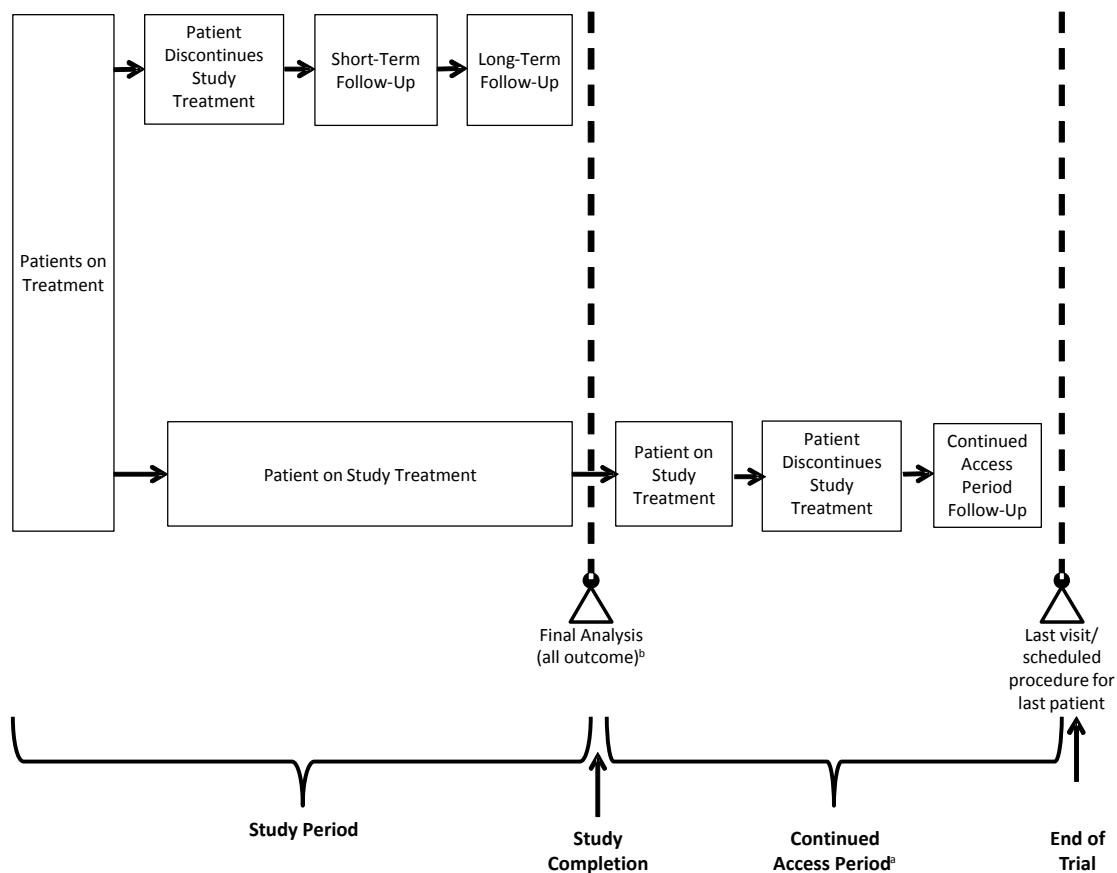 Patient
Discontinues
Study
Treatment
Short-Term
Follow-Up
Long-Term
Follow-Up
Patients on
Treatment
Patient on Study Treatment
Patient on
Study
Treatment
Patient
Discontinues
Study
Treatment
Continued
Access
Period
Follow-Up
Final Analysis
(all outcome)ᵇ
Last visit/
scheduled
procedure for
last patient
Study Period
Study
Completion
Continued
Access Periodᵃ
End of
Trial